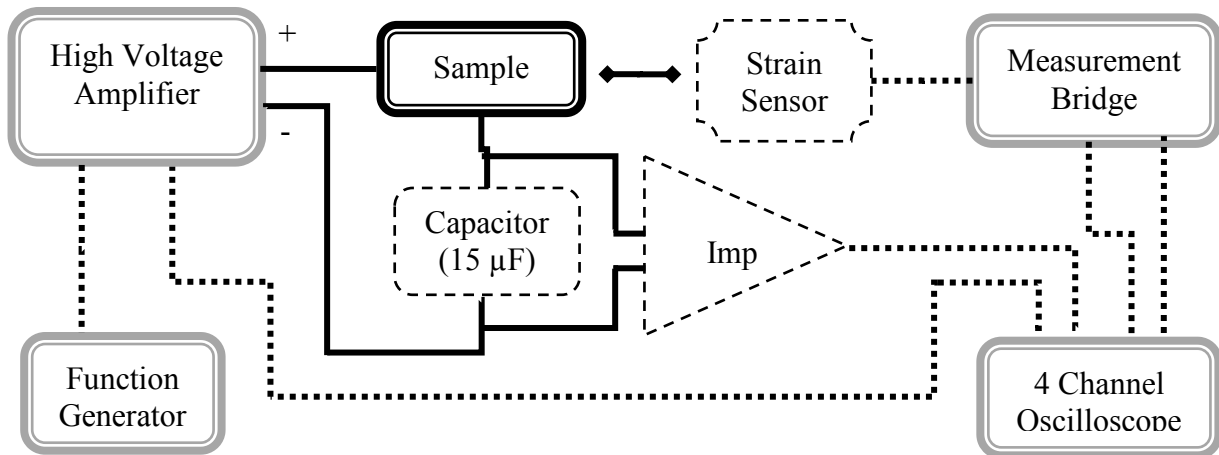 High Voltage
Amplifier
+
-
Sample
Strain
Sensor
Measurement
Bridge
Capacitor
(15 µF)
Imp
Function
Generator
4 Channel
Oscilloscope